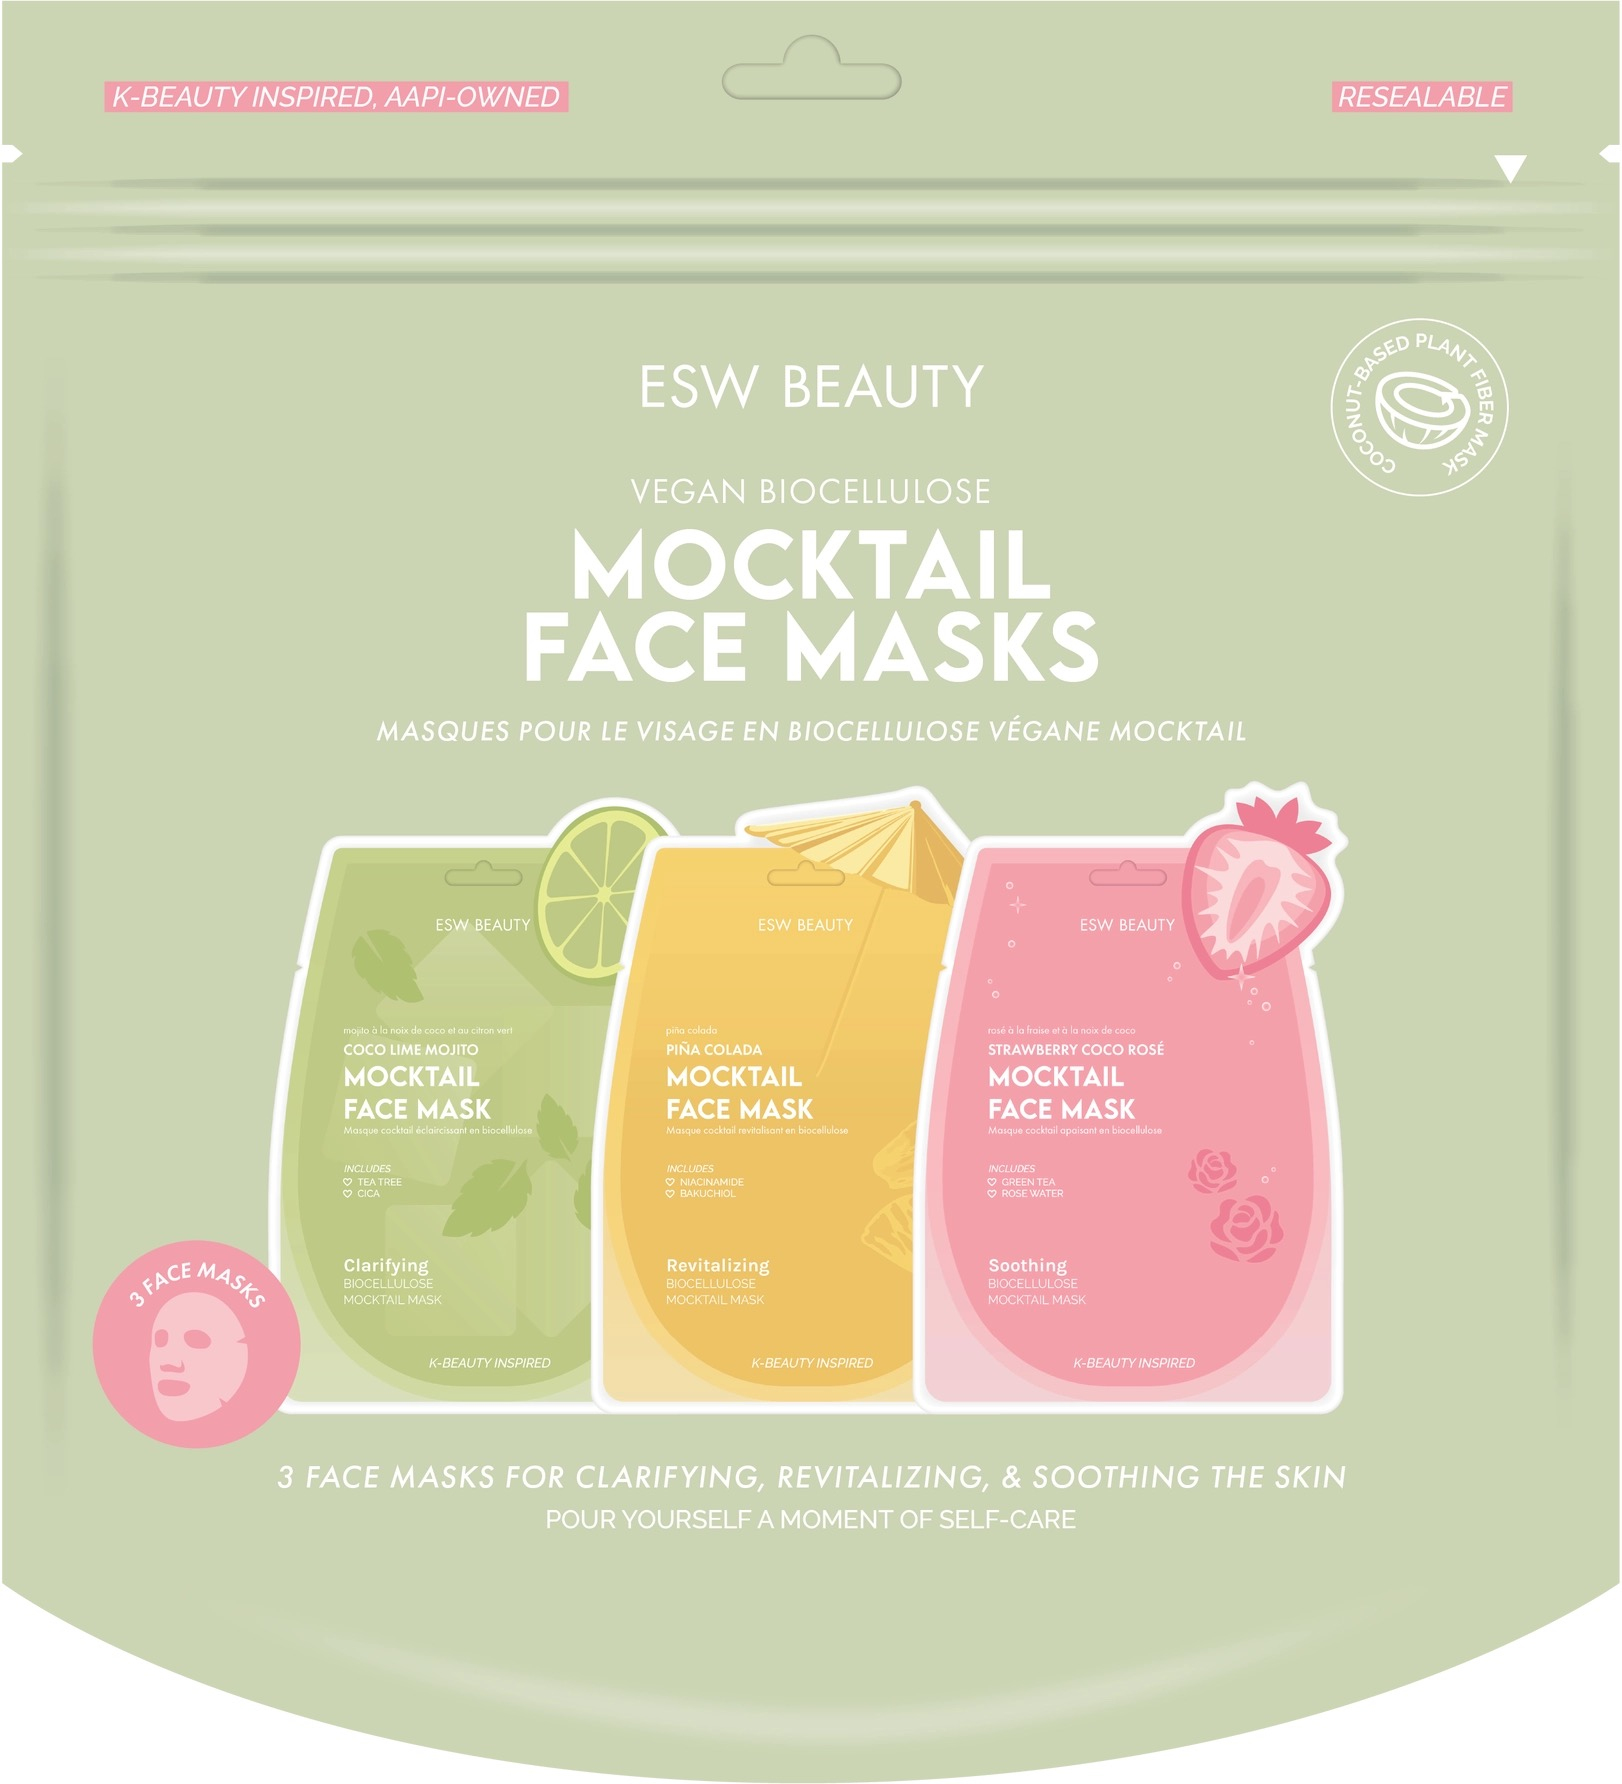 K-BEAUTY INSPIRED, AAPI-OWNED
RESEALABLE
ESW BEAUTY
COCONUT-BASED PLANT FIBER MASK
VEGAN BIOCELLULOSE
MOCKTAIL
FACE MASKS
MASQUES POUR LE VISAGE EN BIOCELLULOSE VÉGANE MOCKTAIL
ESW BEAUTY
mojito à la noix de coco et au citron vert
COCO LIME MOJITO
MOCKTAIL
FACE MASK
Masque cocktail éclaircissant en biocellulose
INCLUDES
TEA TREE
CICA
Clarifying
BIOCELLULOSE
MOCKTAIL MASK
K-BEAUTY INSPIRED
ESW BEAUTY
piña colada
PIÑA COLADA
MOCKTAIL
FACE MASK
Masque cocktail revitalisant en biocellulose
INCLUDES
NIACINAMIDE
BAKUCHIOL
Revitalizing
BIOCELLULOSE
MOCKTAIL MASK
K-BEAUTY INSPIRED
ESW BEAUTY
rosé à la fraise et à la noix de coco
STRAWBERRY COCO ROSÉ
MOCKTAIL
FACE MASK
Masque cocktail apaisant en biocellulose
INCLUDES
GREEN TEA
ROSE WATER
Soothing
BIOCELLULOSE
MOCKTAIL MASK
K-BEAUTY INSPIRED
3 FACE MASKS
3 FACE MASKS FOR CLARIFYING, REVITALIZING, & SOOTHING THE SKIN
POUR YOURSELF A MOMENT OF SELF-CARE